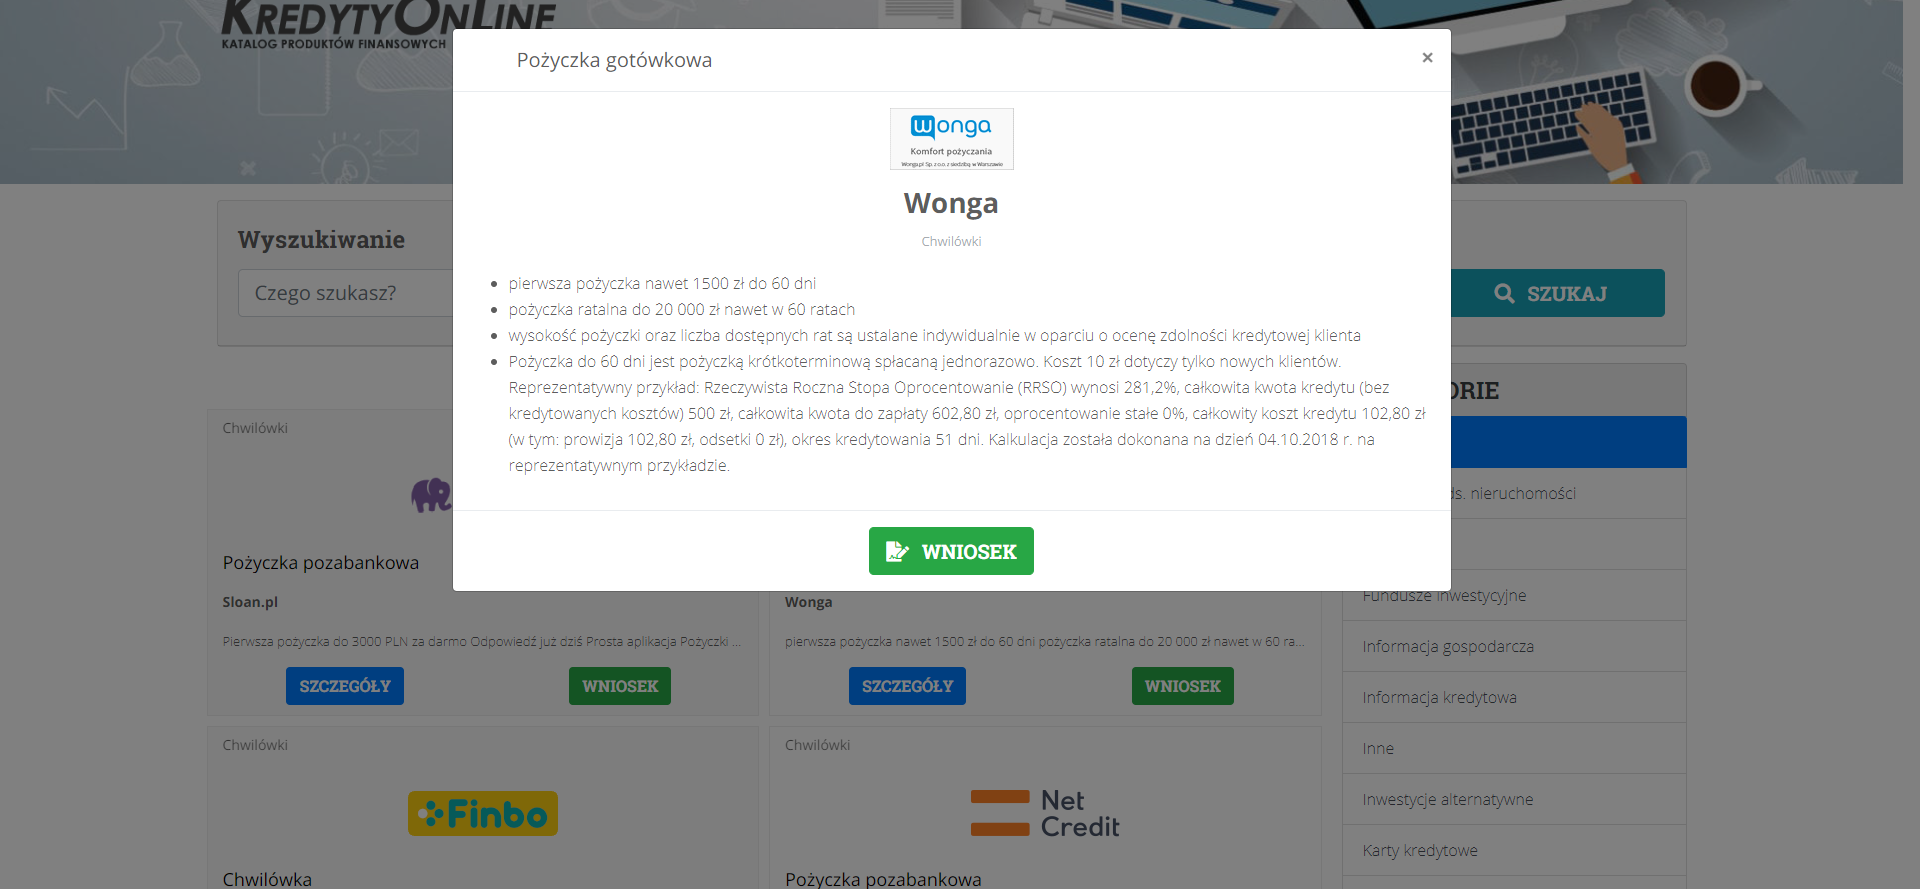 KREDYTYONLINE
KATALOG PRODUKTÓW FINANSOWYCH
Pożyczka gotówkowa
×
wonga
Komfort pożyczania
Wonga.pl Sp. z o.o. z siedzibą w Warszawie
Wonga
Chwilówki
pierwsza pożyczka nawet 1500 zł do 60 dni
pożyczka ratalna do 20 000 zł nawet w 60 ratach
wysokość pożyczki oraz liczba dostępnych rat są ustalane indywidualnie w oparciu o ocenę zdolności kredytowej klienta
Pożyczka do 60 dni jest pożyczką krótkoterminową spłacaną jednorazowo. Koszt 10 zł dotyczy tylko nowych klientów.
Reprezentatywny przykład: Rzeczywista Roczna Stopa Oprocentowanie (RRSO) wynosi 281,2%, całkowita kwota kredytu (bez
kredytowanych kosztów) 500 zł, całkowita kwota do zapłaty 602,80 zł, oprocentowanie stałe 0%, całkowity koszt kredytu 102,80 zł
(w tym: prowizja 102,80 zł, odsetki 0 zł), okres kredytowania 51 dni. Kalkulacja została dokonana na dzień 04.10.2018 r. na
reprezentatywnym przykładzie.
WNIOSEK
Wyszukiwanie
Czego szukasz?
SZUKAJ
Chwilówki
Pożyczka pozabankowa
Sloan.pl
Pierwsza pożyczka do 3000 PLN za darmo Odpowiedź już dziś Prosta aplikacja Pożyczki ...
SZCZEGÓŁY WNIOSEK
Wonga
pierwsza pożyczka nawet 1500 zł do 60 dni pożyczka ratalna do 20 000 zł nawet w 60 ra...
SZCZEGÓŁY WNIOSEK
Chwilówki
Finbo
Chwilówka
Chwilówki
Net
Credit
Pożyczka pozabankowa
ORIE
ds. nieruchomości
Fundusze inwestycyjne
Informacja gospodarcza
Informacja kredytowa
Inne
Inwestycje alternatywne
Karty kredytowe